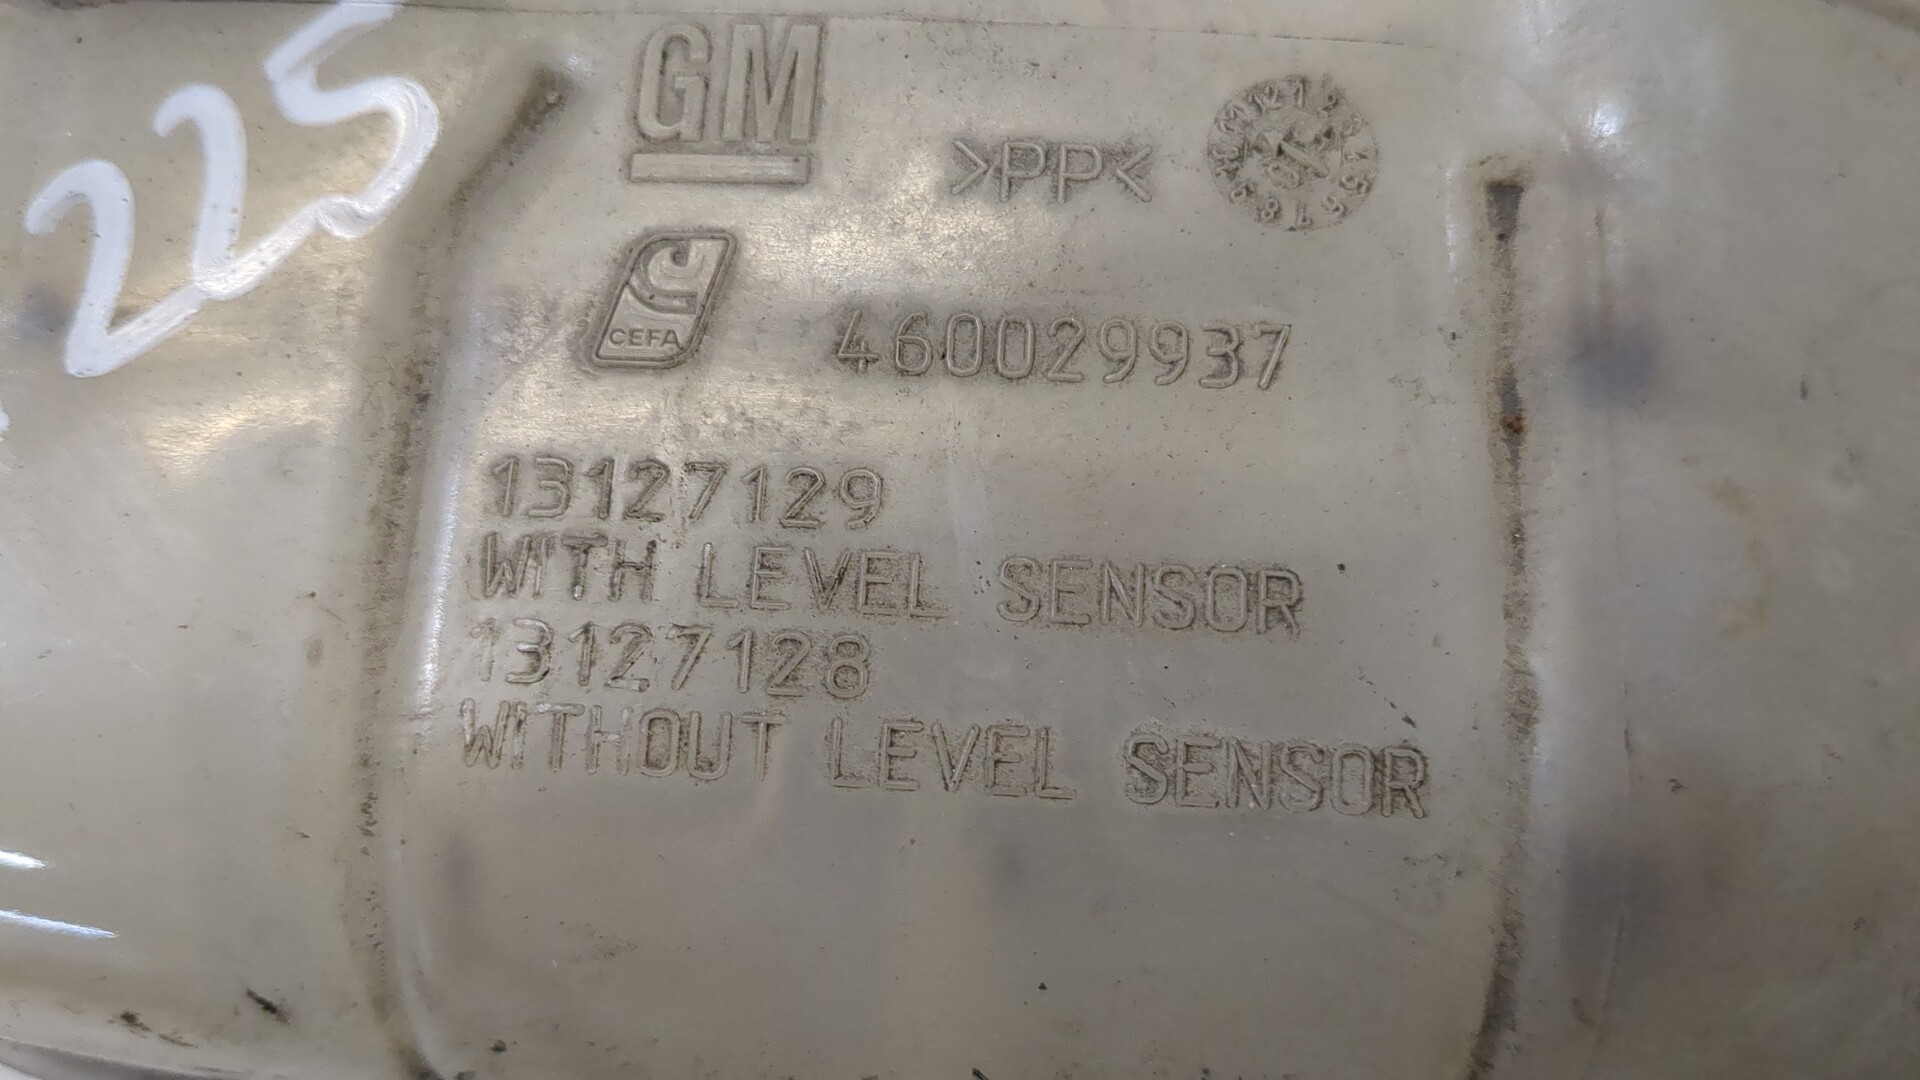 225
GM
>PP<
CEFA
460029937
13127129
WITH LEVEL SENSOR
13127128
WITHOUT LEVEL SENSOR